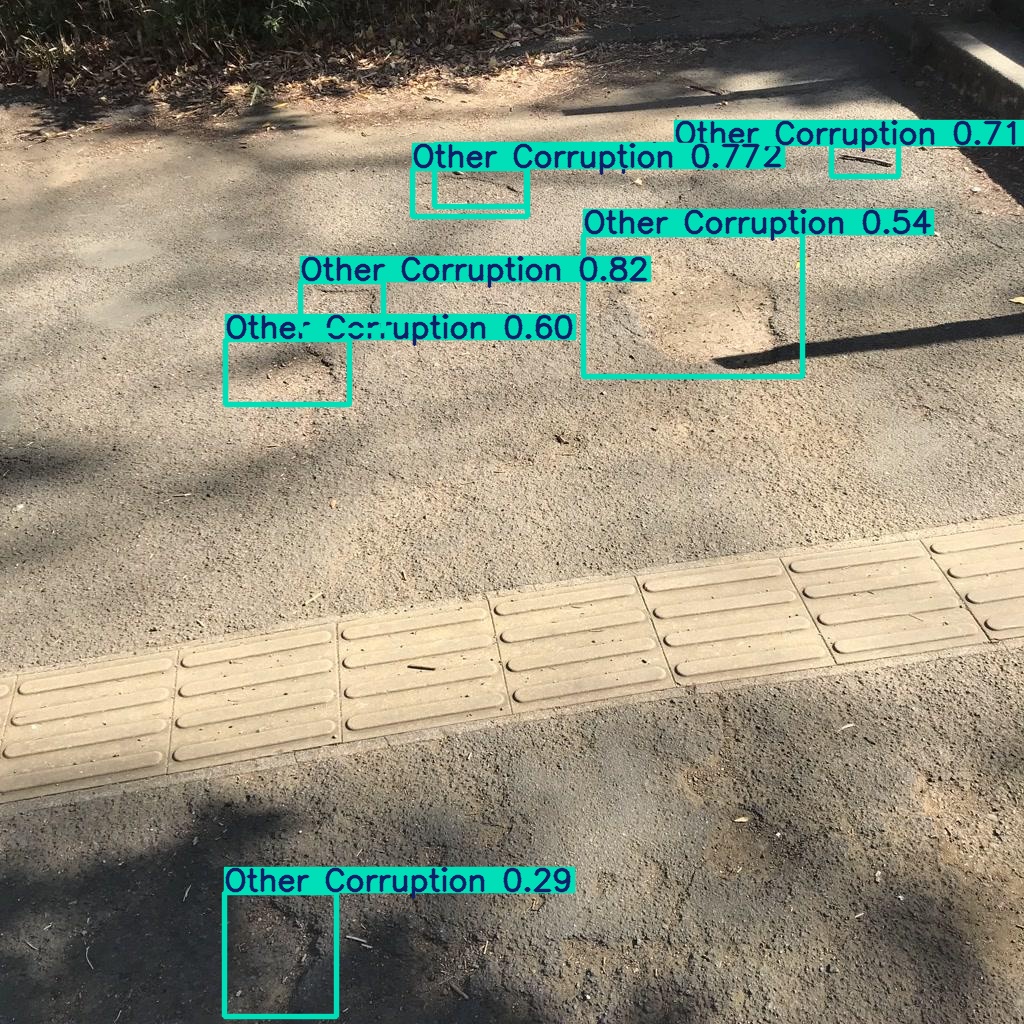 Other Corruption 0.71
Other Corruption 0.772
Other Corruption 0.54
Other Corruption 0.82
Other Corruption 0.60
Other Corruption 0.29